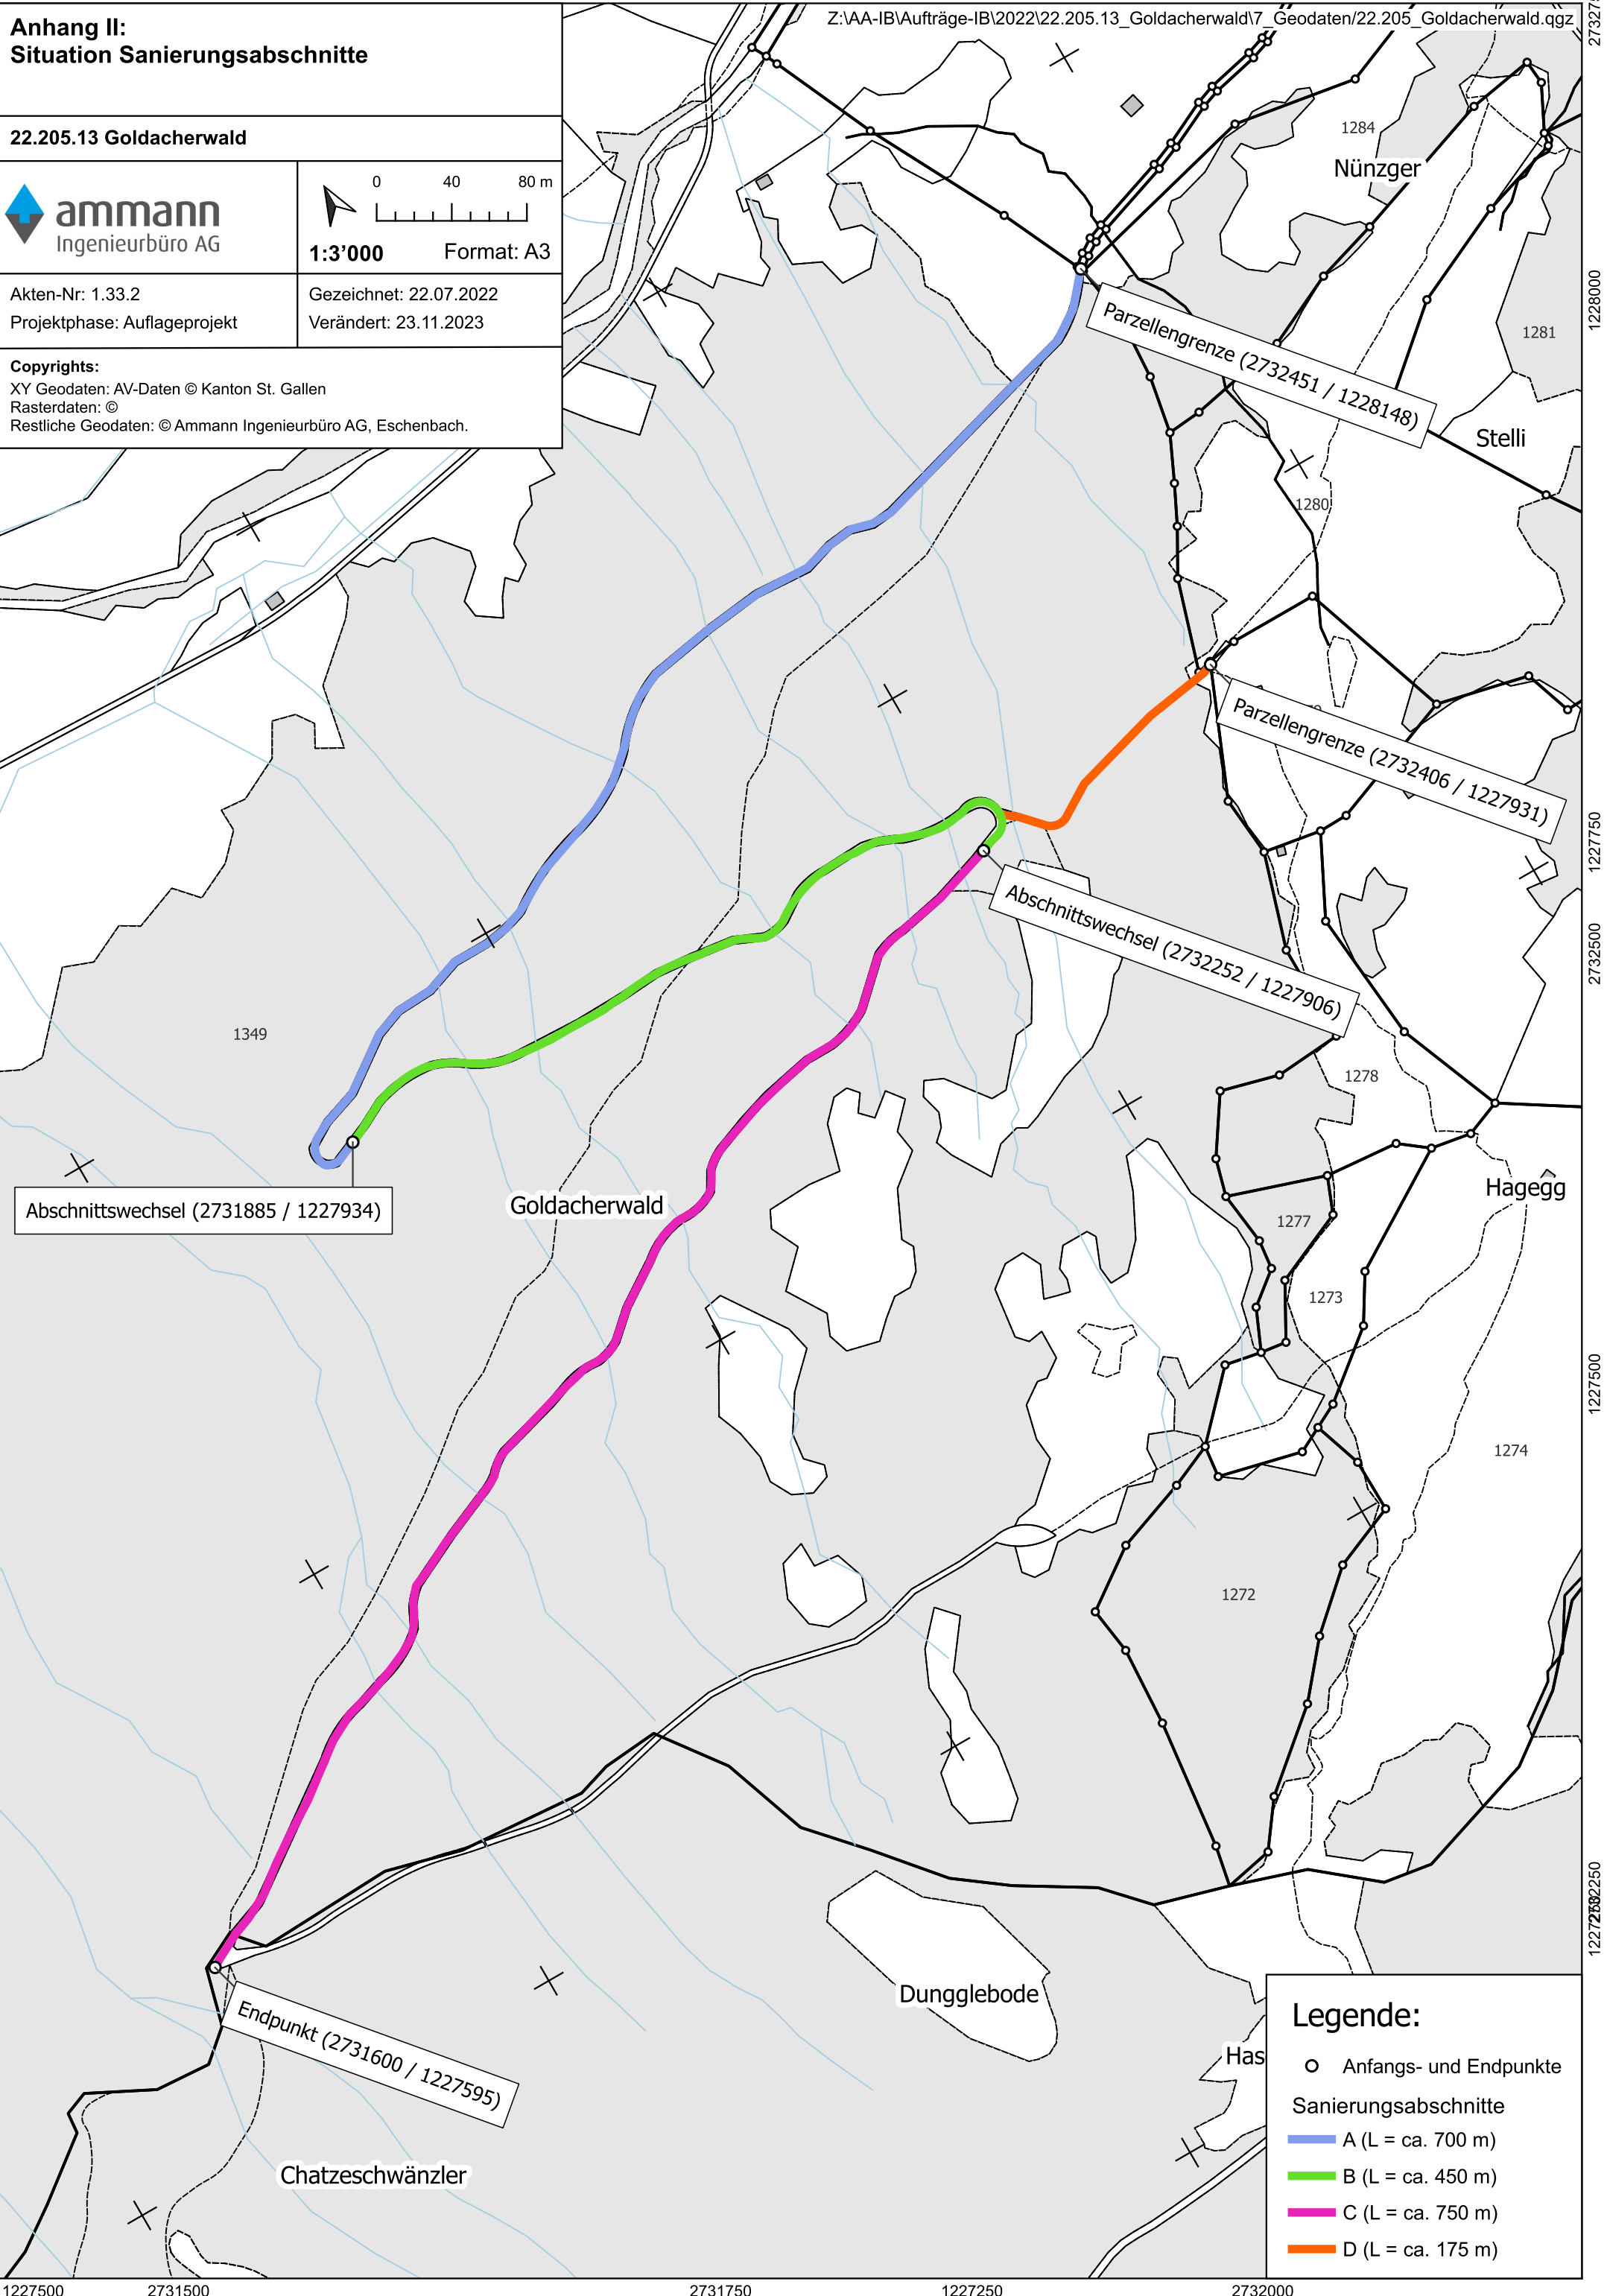 Anhang II:
Situation Sanierungsabschnitte
22.205.13 Goldacherwald
ammann
Ingenieurbüro AG
0 40 80 m
1:3’000 Format: A3
Akten-Nr: 1.33.2
Projektphase: Auflageprojekt
Gezeichnet: 22.07.2022
Verändert: 23.11.2023
Copyrights:
XY Geodaten: AV-Daten © Kanton St. Gallen
Rasterdaten: ©
Restliche Geodaten: © Ammann Ingenieurbüro AG, Eschenbach.
Z:\AA-IB\Aufträge-IB\2022\22.205.13_Goldacherwald\7_Geodaten/22.205_Goldacherwald.qgz
1284
Nünzger
1228000
1281
Parzellengrenze (2732451 / 1228148)
Stelli
1280
Parzellengrenze (2732406 / 1227931)
1227750
Abschnittswechsel (2732252 / 1227906)
2732500
1349
1278
Abschnittswechsel (2731885 / 1227934)
Goldacherwald
Hagegg
1277
1273
1227500
1274
1272
Dungglebode
Endpunkt (2731600 / 1227595)
Has
Chatzeschwänzler
Legende:
Anfangs- und Endpunkte
Sanierungsabschnitte
A (L = ca. 700 m)
B (L = ca. 450 m)
C (L = ca. 750 m)
D (L = ca. 175 m)
1227500 2731500 2731750 1227250 2732000